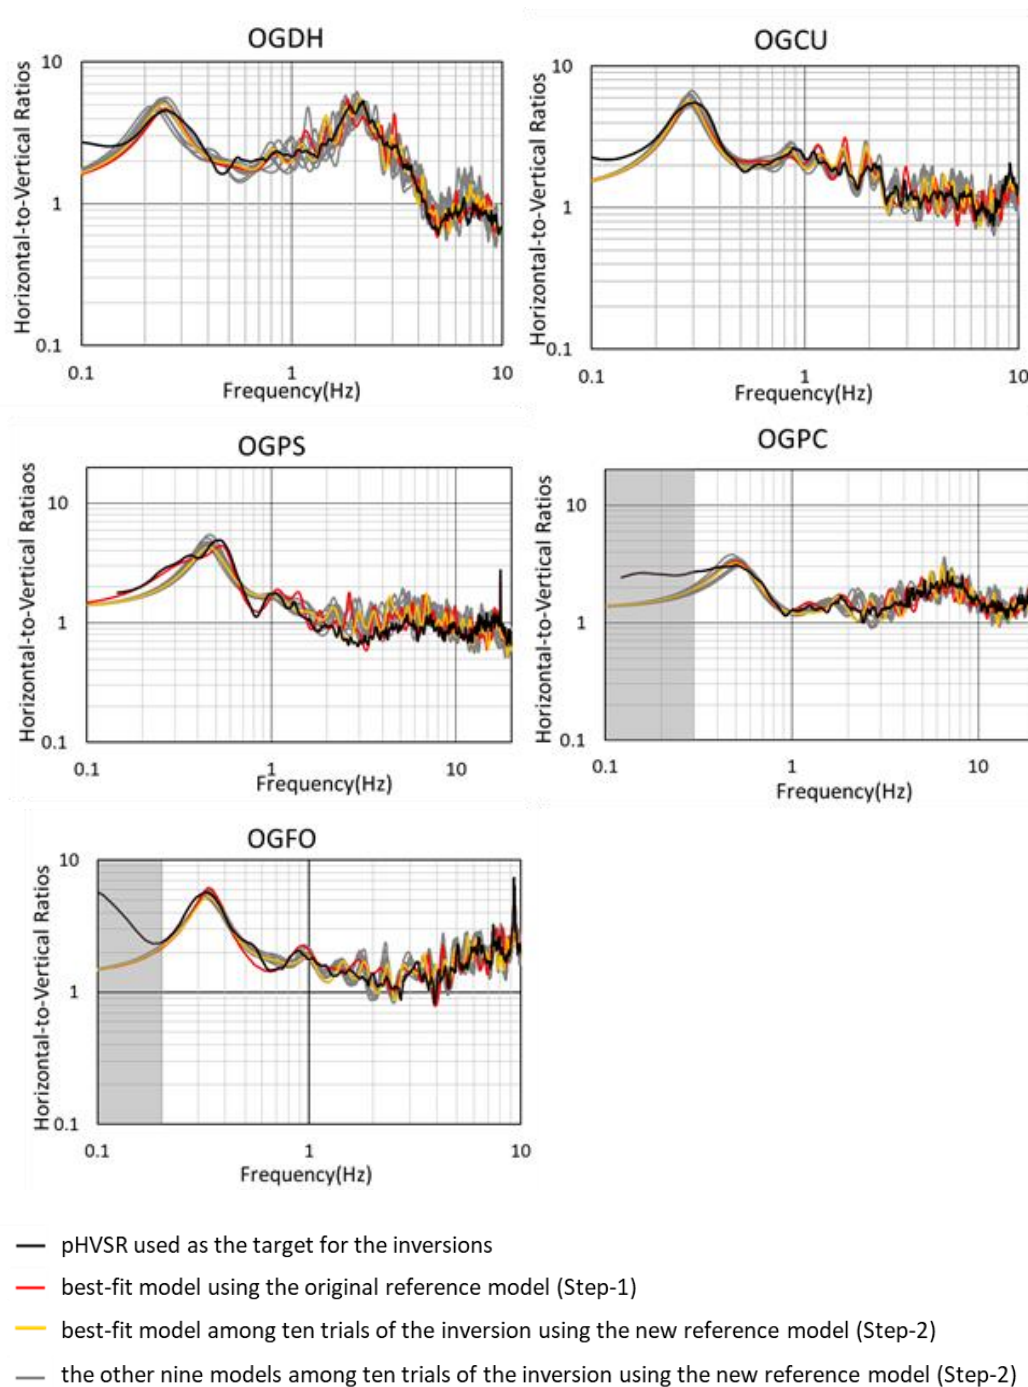 OGDH
Horizontal-to-Vertical Ratios
10
1
0.1
0.1
1
10
Frequency(Hz)
OGCU
Horizontal-to-Vertical Ratios
10
1
0.1
0.1
1
10
Frequency(Hz)
OGPS
Horizontal-to-Vertical Ratiaos
10
1
0.1
0.1
1
10
Frequency(Hz)
OGPC
Horizontal-to-Vertical Ratios
10
1
0.1
0.1
1
10
Frequency(Hz)
OGFO
Horizontal-to-Vertical Ratios
10
1
0.1
0.1
1
10
Frequency(Hz)
pHVSR used as the target for the inversions
best-fit model using the original reference model (Step-1)
best-fit model among ten trials of the inversion using the new reference model (Step-2)
the other nine models among ten trials of the inversion using the new reference model (Step-2)